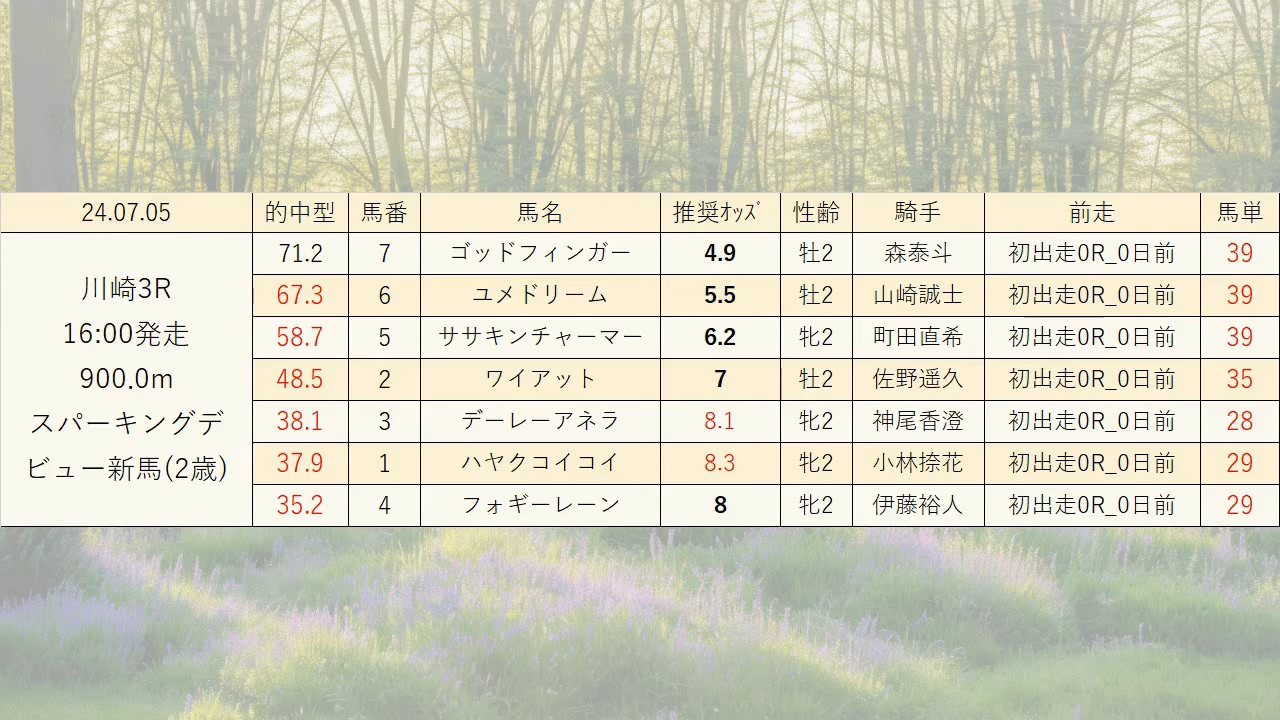 24.07.05 的中型 馬番 馬名 推奨ｵｯｽﾞ 性齢 騎手 前走 馬単
川崎3R
16:00発走
900.0m
スパーキングデ
ビュー新馬(2歳)
71.2 7 ゴッドフィンガー 4.9 牡2 森泰斗 初出走0R_0日前 39
67.3 6 ユメドリーム 5.5 牡2 山崎誠士 初出走0R_0日前 39
58.7 5 ササキンチャーマー 6.2 牝2 町田直希 初出走0R_0日前 39
48.5 2 ワイアット 7 牡2 佐野遥久 初出走0R_0日前 35
38.1 3 デーレーアネラ 8.1 牝2 神尾香澄 初出走0R_0日前 28
37.9 1 ハヤクコイコイ 8.3 牝2 小林捺花 初出走0R_0日前 29
35.2 4 フォギーレーン 8 牝2 伊藤裕人 初出走0R_0日前 29